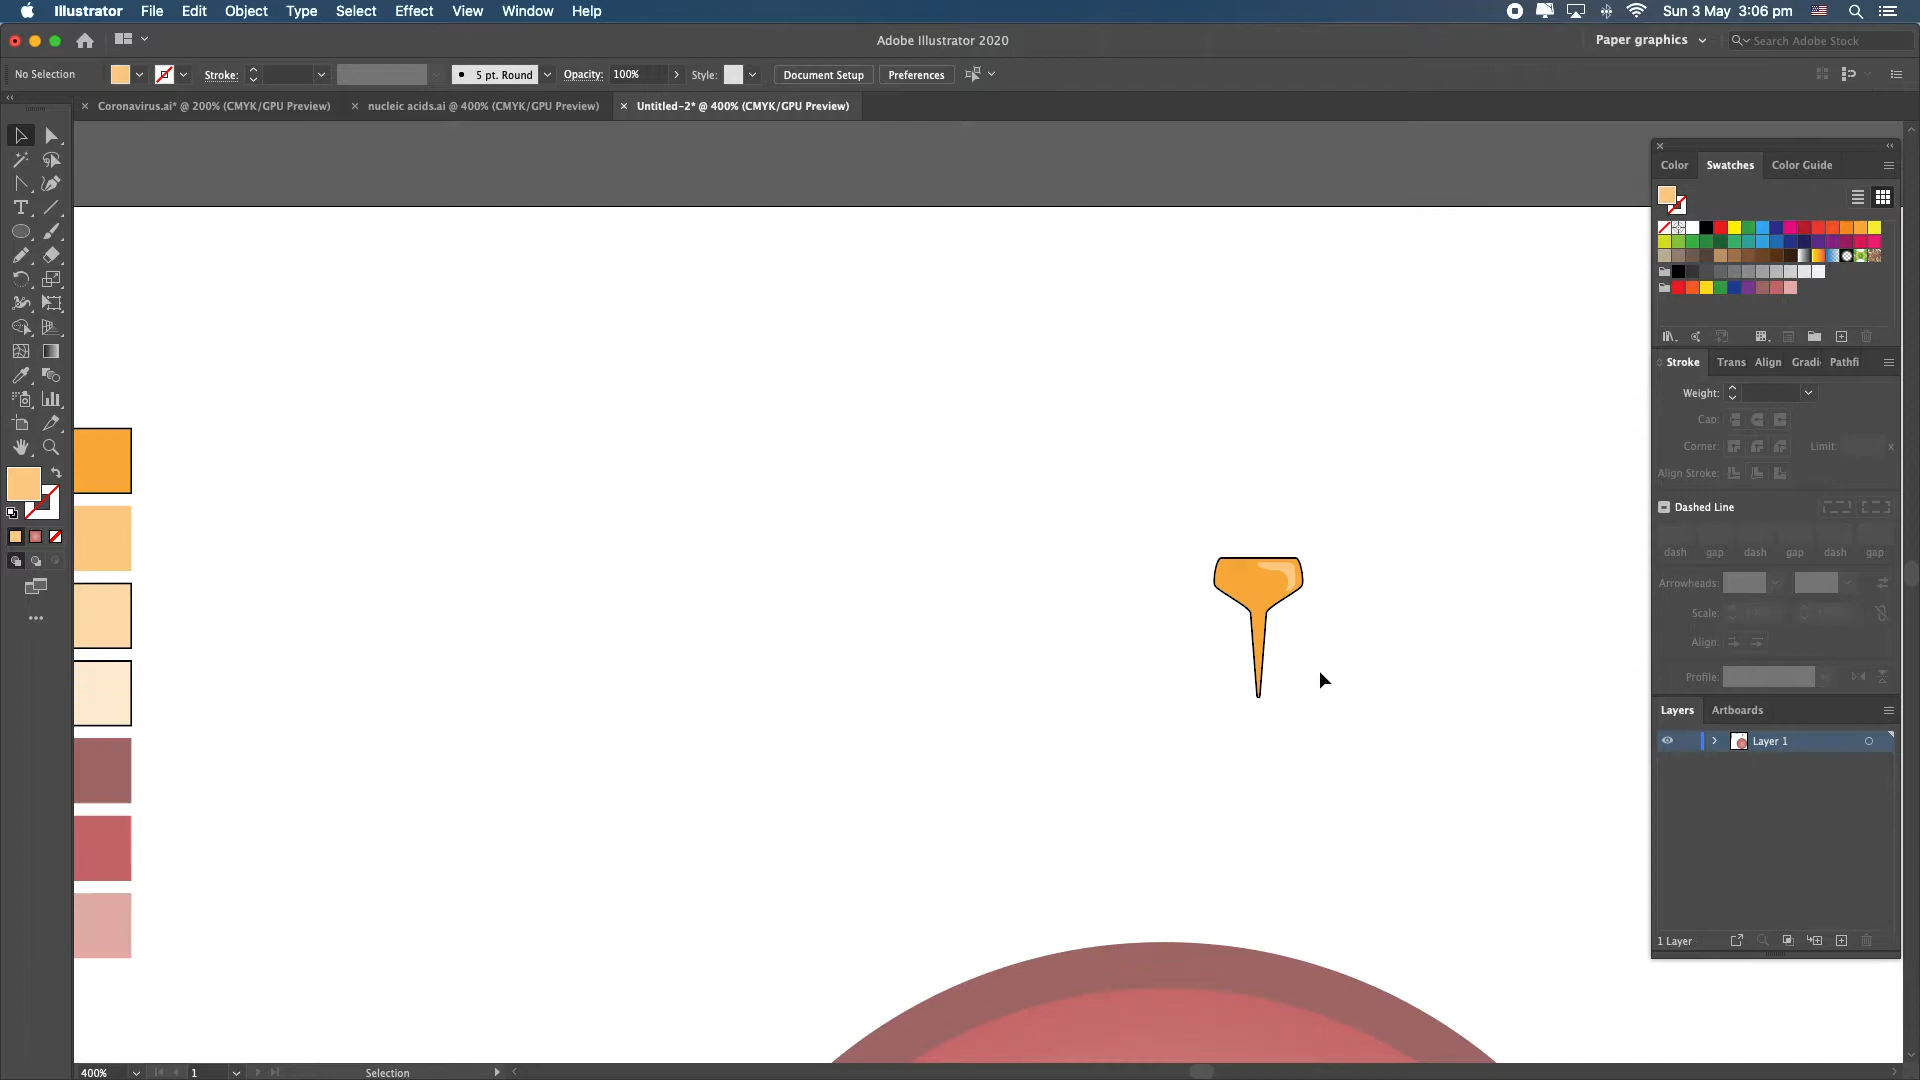 Illustrator File Edit Object Type Select Effect View Window Help
Sun 3 May 3:06 pm
Adobe Illustrator 2020
Paper graphics
Search Adobe Stock
No Selection
Stroke:
5 pt. Round
Opacity: 100%
Style:
Document Setup
Preferences
Coronavirus.ai* @ 200% (CMYK/GPU Preview)
nucleic acids.ai @ 400% (CMYK/GPU Preview)
Untitled-2* @ 400% (CMYK/GPU Preview)
Color Swatches Color Guide
Stroke Trans Align Gradi Pathfi
Weight:
Cap:
Corner:
Limit:
x
Align Stroke:
Dashed Line
dash gap dash gap dash gap
Arrowheads:
Scale:
Align:
Profile:
Layers Artboards
Layer 1
1 Layer
400%
1
Selection